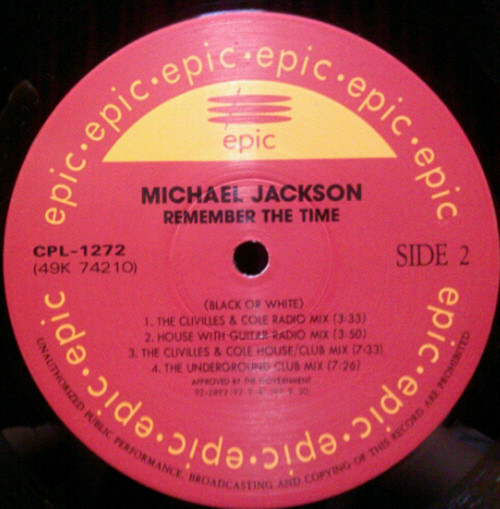 epic·epic·epic·epic·epic·epic
epic
MICHAEL JACKSON
REMEMBER THE TIME
CPL-1272
(49K 74210)
SIDE 2
(BLACK OR WHITE)
1. THE CLIVILLES & COLE RADIO MIX (3:33)
2. HOUSE WITH GUITAR RADIO MIX (3:50)
3. THE CLIVILLES & COLE HOUSE/CLUB MIX (7:33)
4. THE UNDERGROUND CLUB MIX (7:26)
APPROVED BY THE GOVERNMENT
epic·epic·epic·epic·epic·epic·epic
UNAUTHORIZED PUBLIC PERFORMANCE, BROADCASTING AND COPYING OF THIS RECORD ARE PROHIBITED